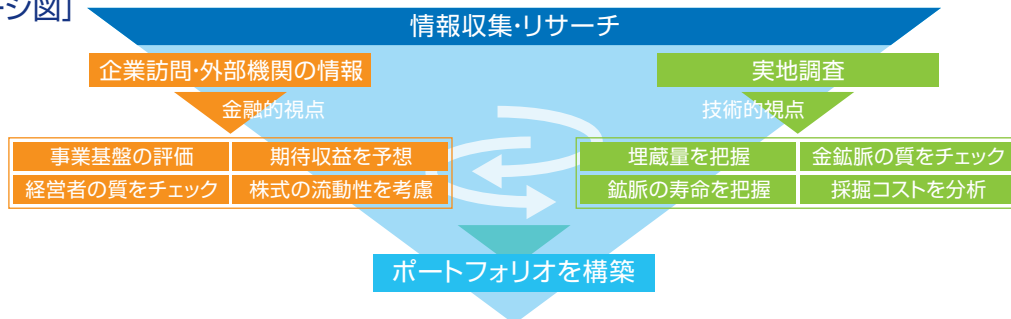 ージ図」
情報収集・リサーチ
企業訪問・外部機関の情報
実地調査
金融的視点
技術的視点
事業基盤の評価
期待収益を予想
経営者の質をチェック
株式の流動性を考慮
埋蔵量を把握
金鉱脈の質をチェック
鉱脈の寿命を把握
採掘コストを分析
ポートフォリオを構築